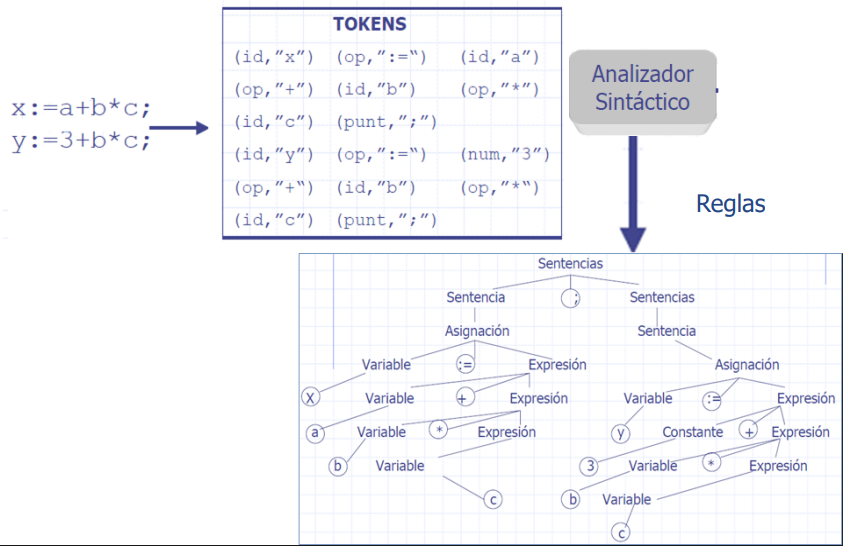 x:=a+b*c;
y:=3+b*c;
TOKENS
(id,"x") (op,":=") (id,"a")
(op,"+") (id,"b") (op,"*")
(id,"c") (punt,";")
(id,"y") (op,":=") (num,"3")
(op,"+") (id,"b") (op,"*")
(id,"c") (punt,";")
Analizador
Sintáctico
Reglas
Sentencias
Sentencia ; Sentencias
Asignación Sentencia
Variable := Expresión Asignación
X Variable + Expresión Variable := Expresión
a Variable * Expresión y Constante + Expresión
b Variable 3 Variable * Expresión
c b Variable
c